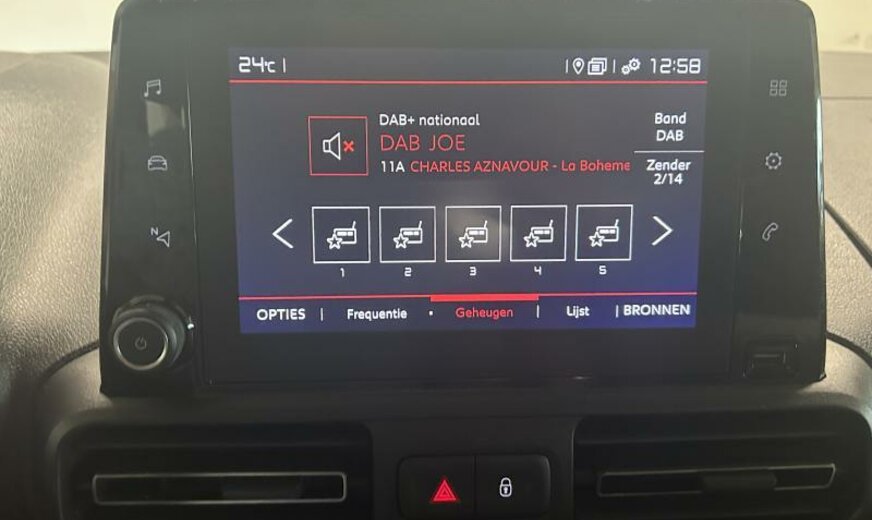 24°C
12:58
DAB+ nationaal
DAB JOE
11A CHARLES AZNAVOUR - La Boheme
Band
DAB
Zender
2/14
1 2 3 4 5
OPTIES | Frequentie • Geheugen | Lijst | BRONNEN
N